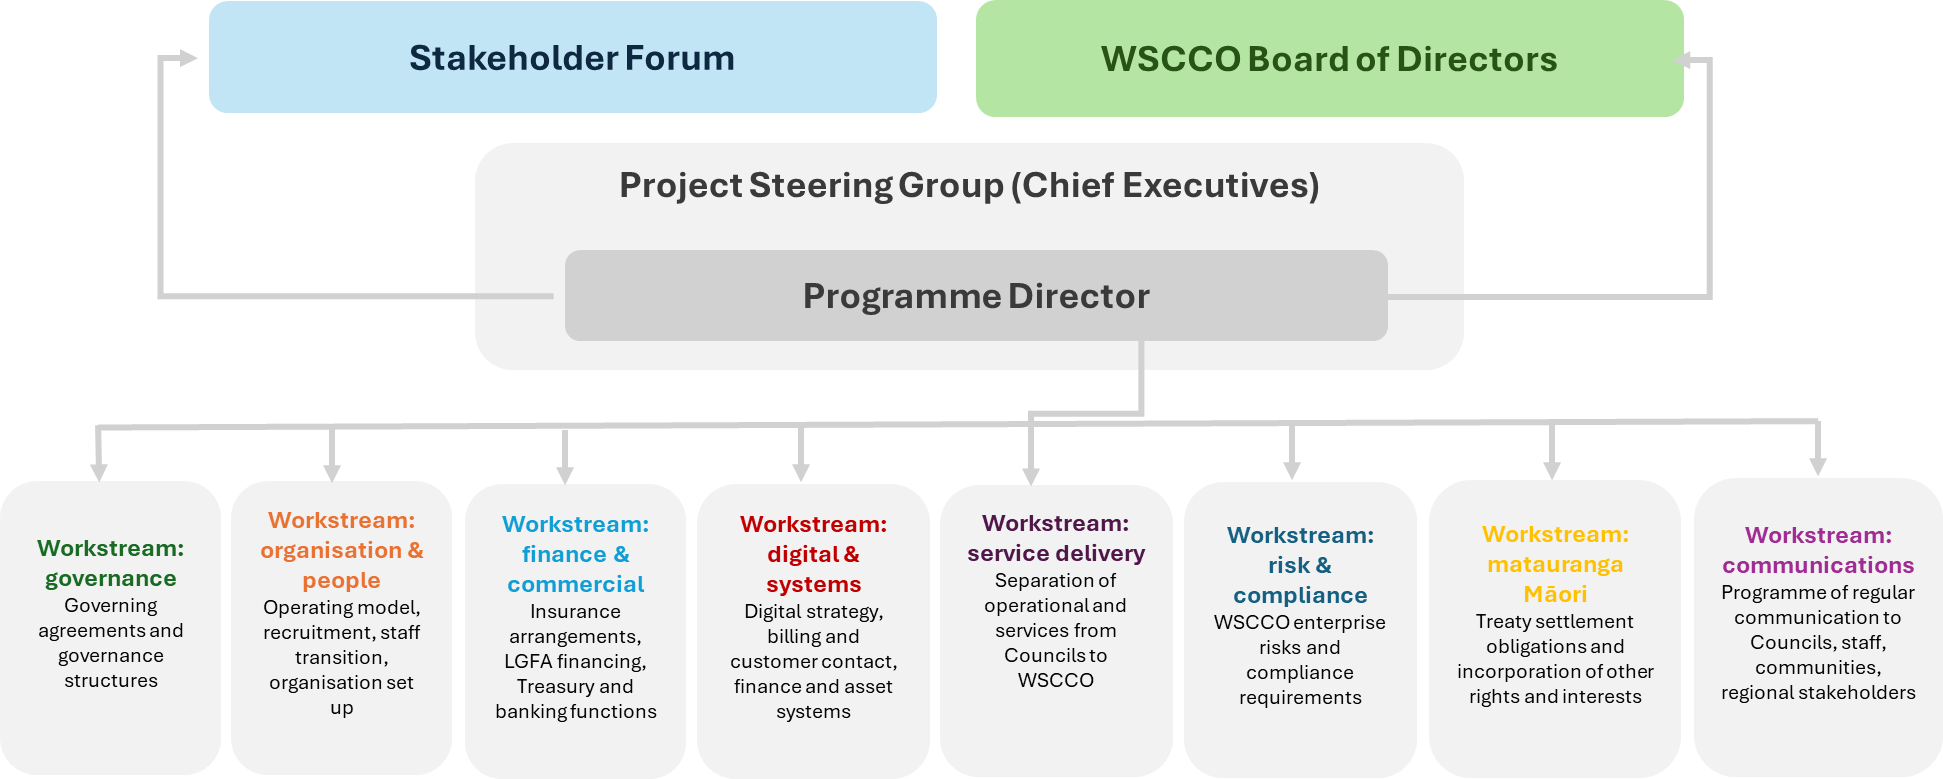 Stakeholder Forum
WSCCO Board of Directors
Project Steering Group (Chief Executives)
Programme Director
Workstream:
governance
Governing
agreements and
governance
structures
Workstream:
organisation &
people
Operating model,
recruitment, staff
transition,
organisation set
up
Workstream:
finance &
commercial
Insurance
arrangements,
LGFA financing,
Treasury and
banking functions
Workstream:
digital &
systems
Digital strategy,
billing and
customer contact,
finance and asset
systems
Workstream:
service delivery
Separation of
operational and
services from
Councils to
WSCCO
Workstream:
risk &
compliance
WSCCO enterprise
risks and
compliance
requirements
Workstream:
matauranga
Māori
Treaty settlement
obligations and
incorporation of other
rights and interests
Workstream:
communications
Programme of regular
communication to
Councils, staff,
communities,
regional stakeholders